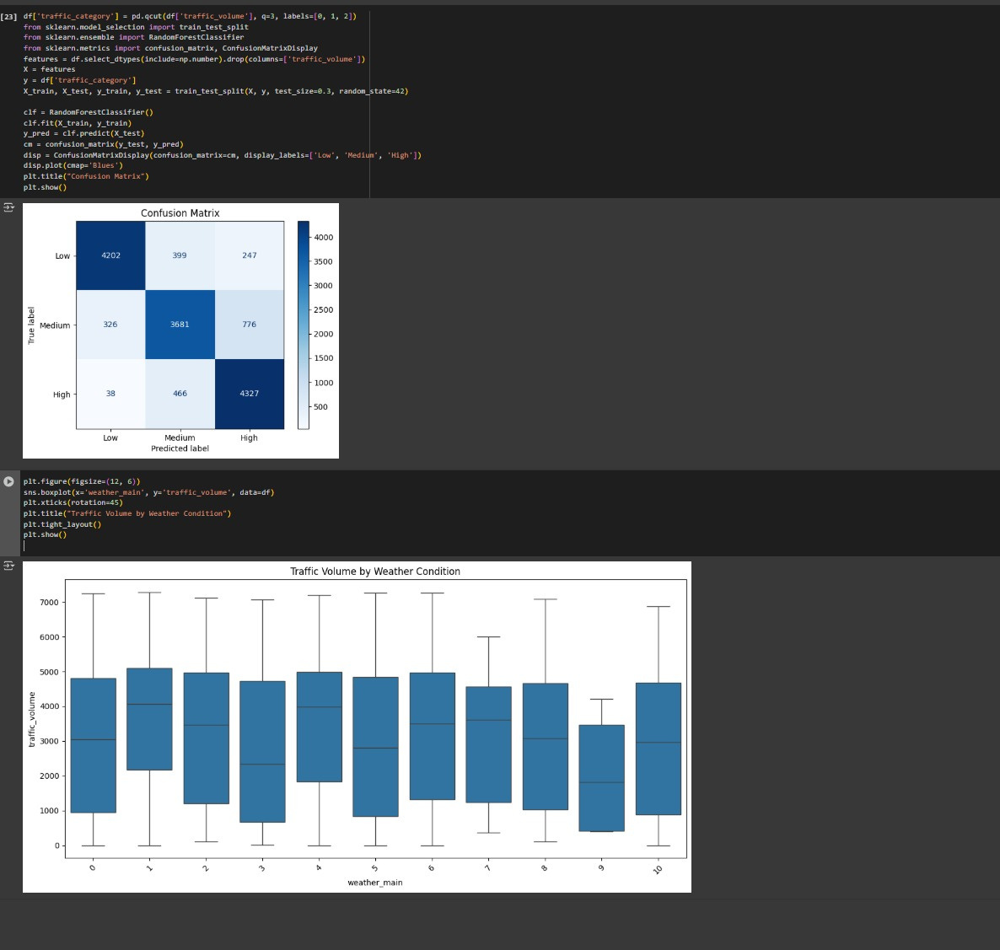 [23] df['traffic_category'] = pd.qcut(df['traffic_volume'], q=3, labels=[0, 1, 2])
from sklearn.model_selection import train_test_split
from sklearn.ensemble import RandomForestClassifier
from sklearn.metrics import confusion_matrix, ConfusionMatrixDisplay
features = df.select_dtypes(include=np.number).drop(columns=['traffic_volume'])
X = features
y = df['traffic_category']
X_train, X_test, y_train, y_test = train_test_split(X, y, test_size=0.3, random_state=42)
clf = RandomForestClassifier()
clf.fit(X_train, y_train)
y_pred = clf.predict(X_test)
cm = confusion_matrix(y_test, y_pred)
disp = ConfusionMatrixDisplay(confusion_matrix=cm, display_labels=['Low', 'Medium', 'High'])
disp.plot(cmap='Blues')
plt.title("Confusion Matrix")
plt.show()
Confusion Matrix
True label
Low 4202 399 247
Medium 326 3681 776
High 38 466 4327
Low Medium High
Predicted label
4000
3500
3000
2500
2000
1500
1000
500
plt.figure(figsize=(12, 6))
sns.boxplot(x='weather_main', y='traffic_volume', data=df)
plt.xticks(rotation=45)
plt.title("Traffic Volume by Weather Condition")
plt.tight_layout()
plt.show()
Traffic Volume by Weather Condition
traffic_volume
7000
6000
5000
4000
3000
2000
1000
0
0 1 2 3 4 5 6 7 8 9 10
weather_main